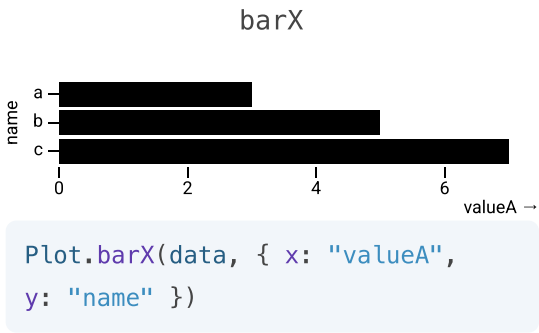 barX
name
a
b
c
0 2 4 6
valueA →
Plot.barX(data, { x: "valueA",
y: "name" })